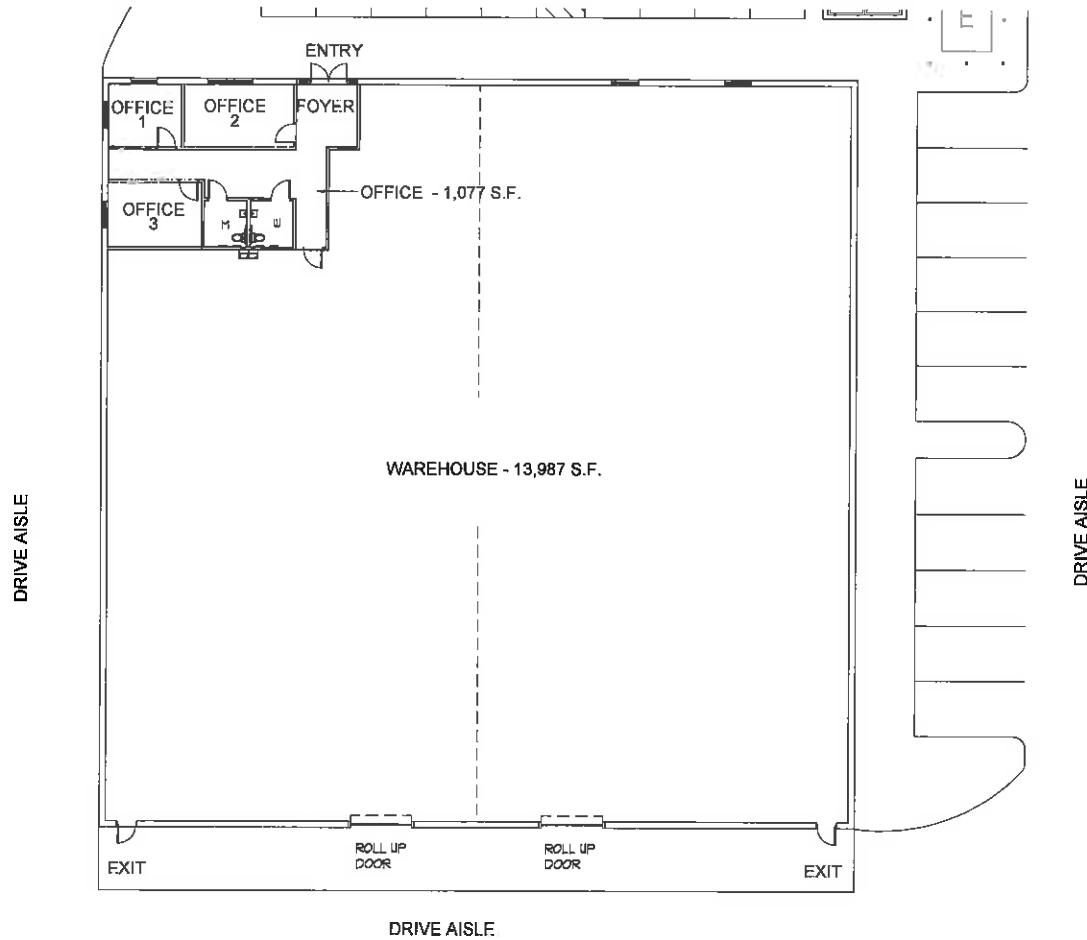 ENTRY
OFFICE
1
OFFICE
2
FOYER
OFFICE - 1,077 S.F.
OFFICE
3
M
WAREHOUSE - 13,987 S.F.
DRIVE AISLE
DRIVE AISLE
ROLL UP
DOOR
ROLL UP
DOOR
EXIT
EXIT
DRIVE AISLE